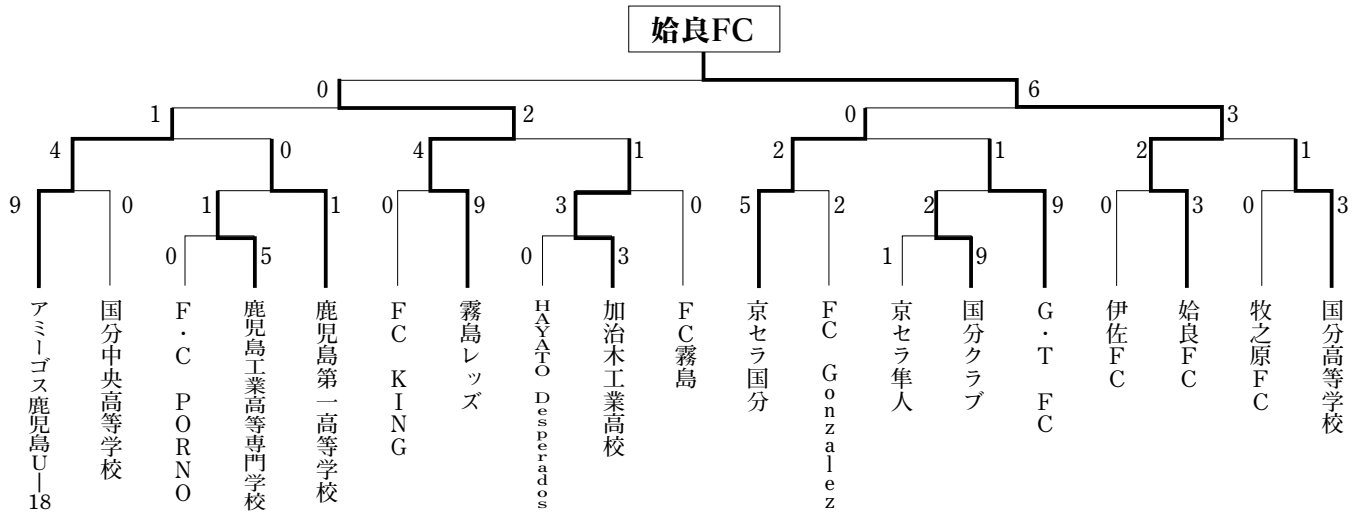 姶良FC
0 6
1 2 0 3
4 0 4 1 2 1 2 1
9 0 1 1 0 9 3 0 5 2 2 9 0 3 0 3
0 5 0 3 1 9
アミーゴス鹿児島U―18
国分中央高等学校
F・C PORNO
鹿児島工業高等専門学校
鹿児島第一高等学校
FC KING
霧島レッズ
HAYATO Desperados
加治木工業高校
FC霧島
京セラ国分
FC Gonzalez
京セラ隼人
国分クラブ
G・T FC
伊佐FC
姶良FC
牧之原FC
国分高等学校